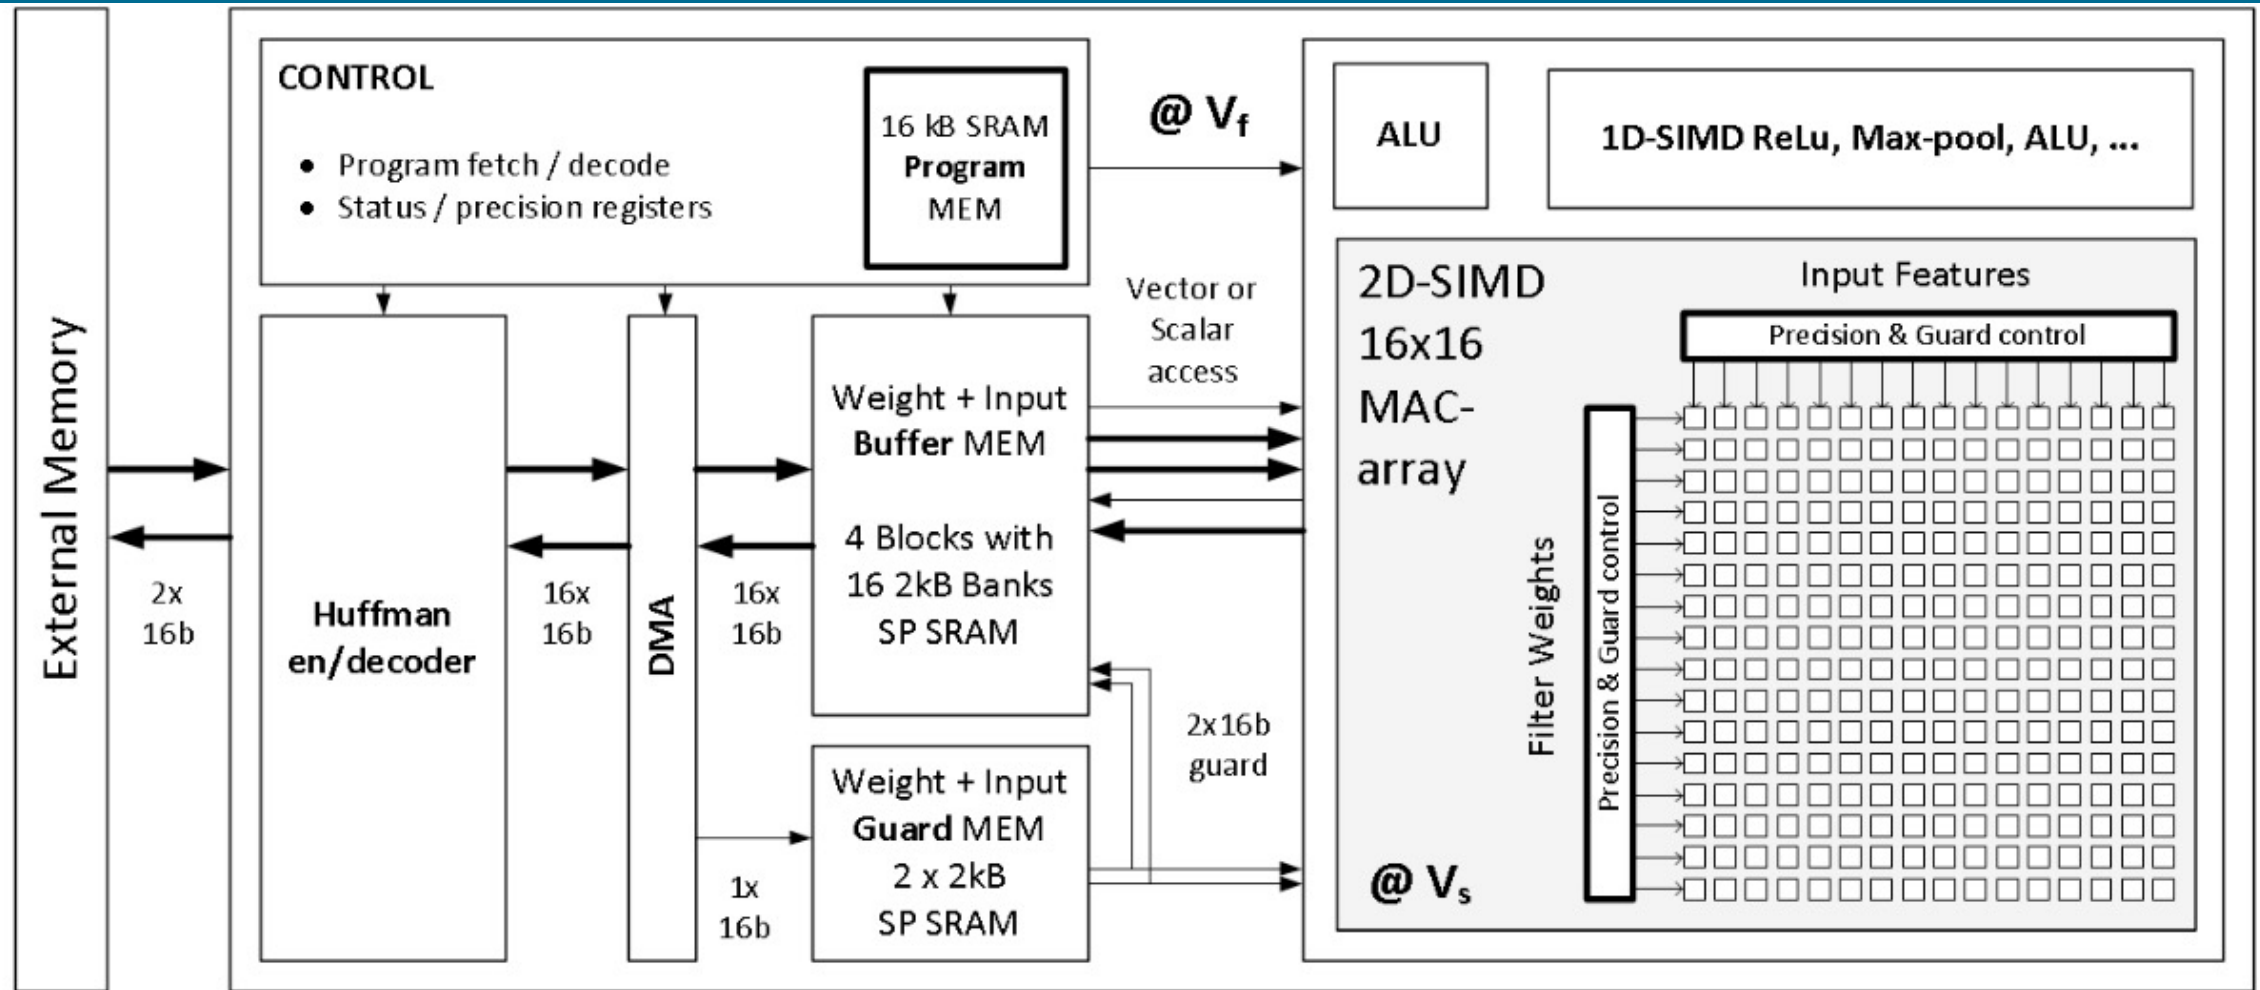 External Memory
2x
16b
CONTROL
• Program fetch / decode
• Status / precision registers
16 kB SRAM
Program
MEM
@ Vf
Huffman
en/decoder
16x
16b
DMA
16x
16b
Weight + Input
Buffer MEM
4 Blocks with
16 2kB Banks
SP SRAM
Vector or
Scalar
access
1x
16b
Weight + Input
Guard MEM
2 x 2kB
SP SRAM
2x16b
guard
ALU
1D-SIMD ReLu, Max-pool, ALU, ...
2D-SIMD
16x16
MAC-
array
@ Vs
Input Features
Precision & Guard control
Filter Weights
Precision & Guard control